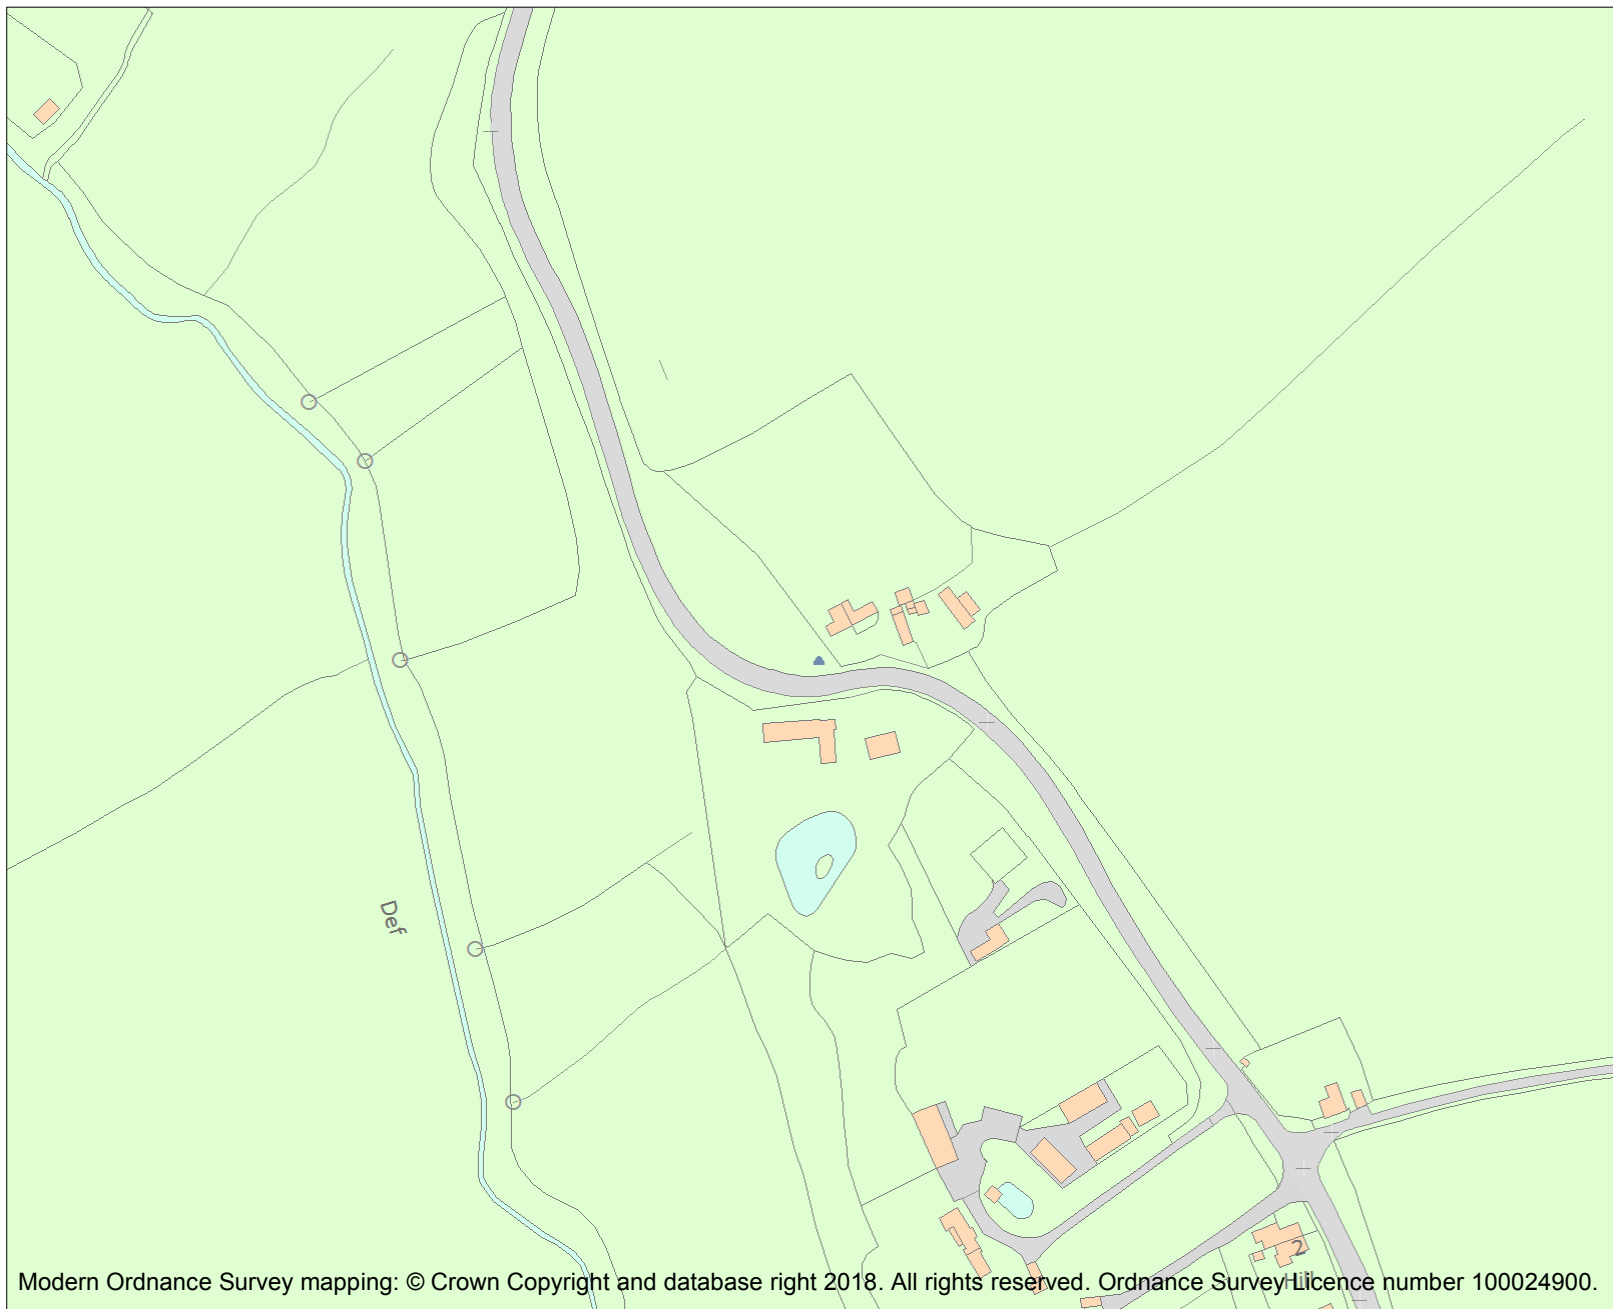 Def
2
Hill
Modern Ordnance Survey mapping: © Crown Copyright and database right 2018. All rights reserved. Ordnance Survey Licence number 100024900.